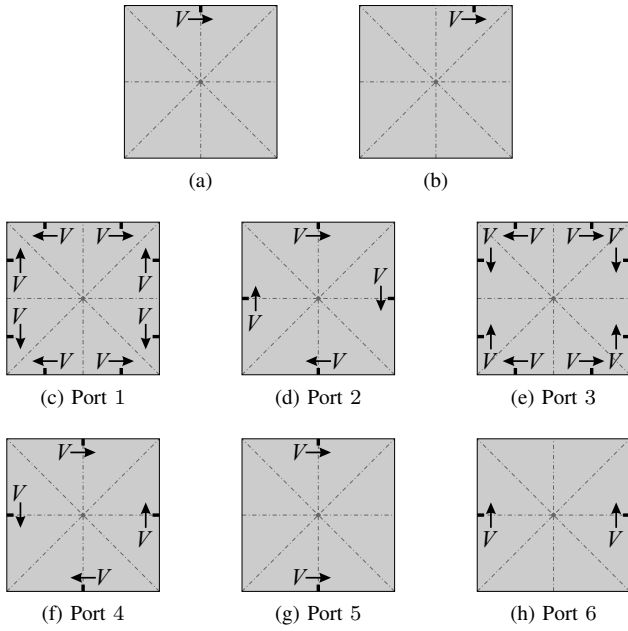 V V
(a) (b)
V V V V V
V V V V V V
V V V V V V V
V V V V V
(c) Port 1 (d) Port 2 (e) Port 3
V V V
V V
V V V
(f) Port 4 (g) Port 5 (h) Port 6